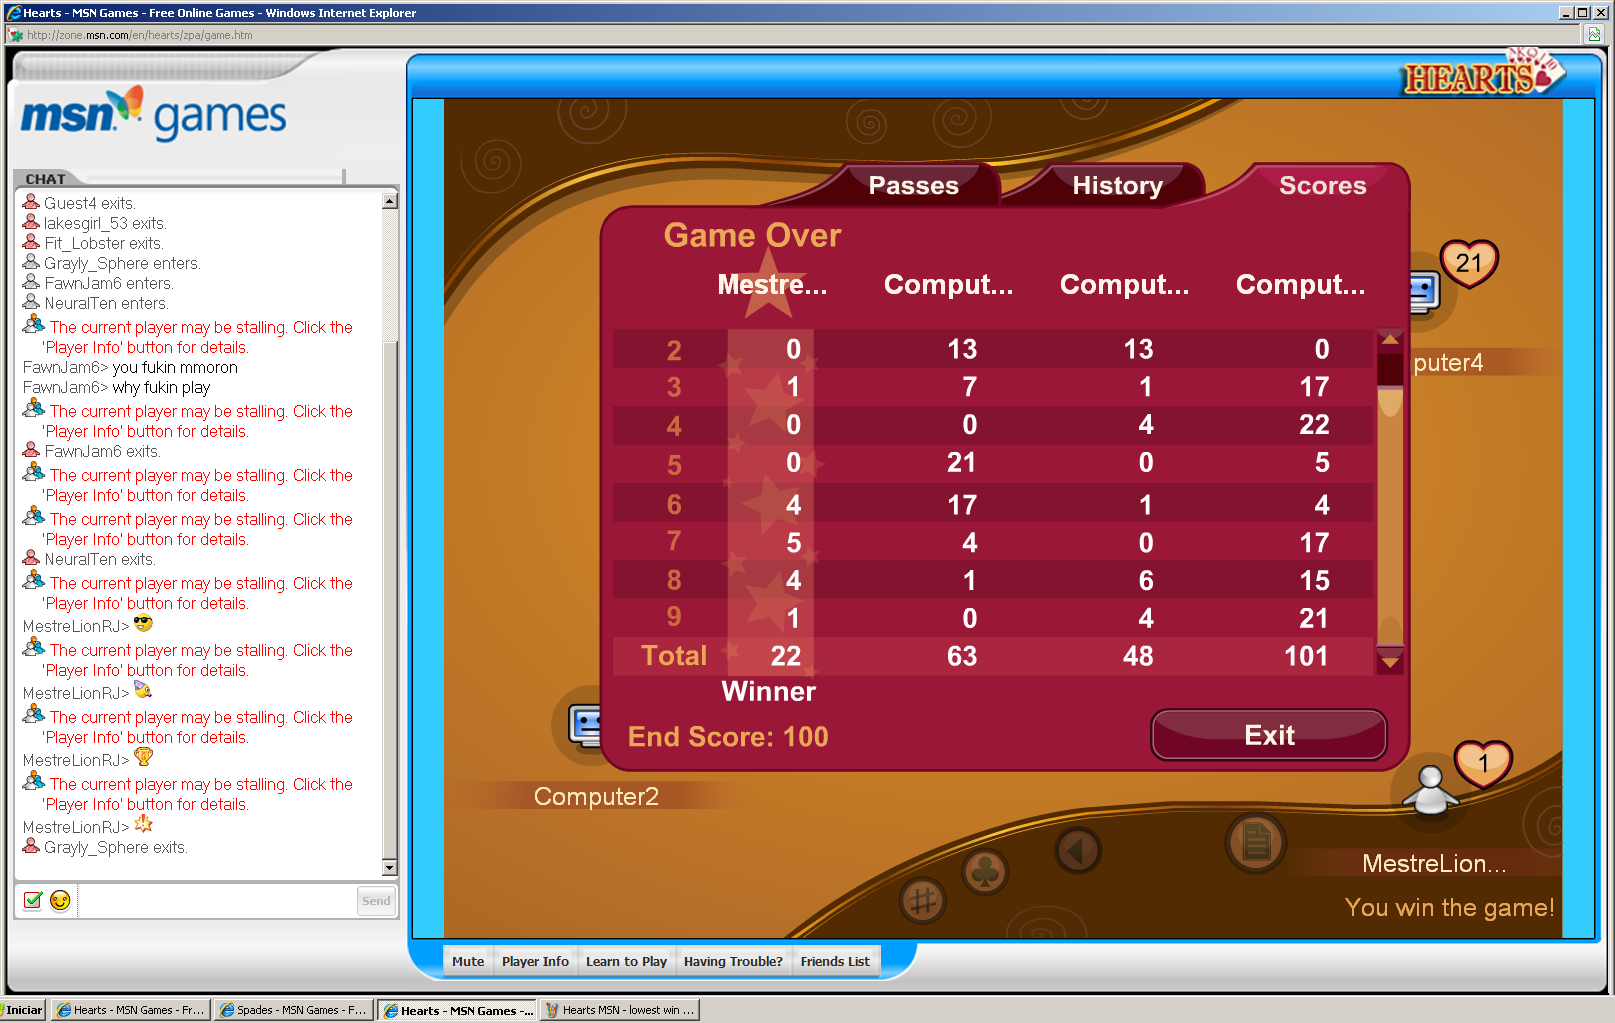 Hearts - MSN Games - Free Online Games - Windows Internet Explorer
http://zone.msn.com/en/hearts/zpa/game.htm
HEARTS
msn games
CHAT
Guest4 exits.
lakesgirl_53 exits.
Fit_Lobster exits.
Grayly_Sphere enters.
FawnJam6 enters.
NeuralTen enters.
The current player may be stalling. Click the
'Player Info' button for details.
FawnJam6> you fukin mmoron
FawnJam6> why fukin play
The current player may be stalling. Click the
'Player Info' button for details.
FawnJam6 exits.
The current player may be stalling. Click the
'Player Info' button for details.
The current player may be stalling. Click the
'Player Info' button for details.
NeuralTen exits.
The current player may be stalling. Click the
'Player Info' button for details.
MestreLionRJ>
The current player may be stalling. Click the
'Player Info' button for details.
MestreLionRJ>
The current player may be stalling. Click the
'Player Info' button for details.
MestreLionRJ>
The current player may be stalling. Click the
'Player Info' button for details.
MestreLionRJ>
Grayly_Sphere exits.
Send
Passes History Scores
Game Over
Mestre... Comput... Comput... Comput...
2 0 13 13 0
3 1 7 1 17
4 0 0 4 22
5 0 21 0 5
6 4 17 1 4
7 5 4 0 17
8 4 1 6 15
9 1 0 4 21
Total 22 63 48 101
Winner
End Score: 100
Exit
21
puter4
Computer2
1
MestreLion...
You win the game!
Mute Player Info Learn to Play Having Trouble? Friends List
Iniciar Hearts - MSN Games - Fr... Spades - MSN Games - F... Hearts - MSN Games -... Hearts MSN - lowest win ...